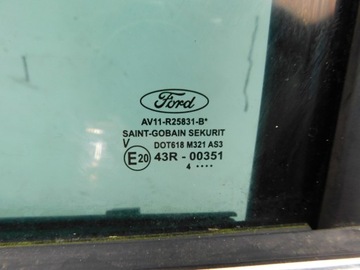 Ford
AV11-R25831-B*
SAINT-GOBAIN SEKURIT
V DOT618 M321 AS3
E20 43R - 00351
4 ••••